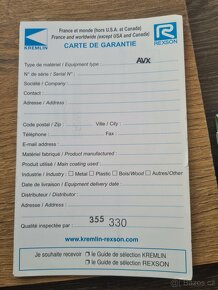 KREMLIN
France et monde (hors U.S.A. et Canada)
France and worldwide (except USA and Canada)
REXSON
CARTE DE GARANTIE
Type de matériel / Equipment type
AVX
N° de série / Serial N° :
Société / Company :
Contact :
Adresse / Address :
Code postal / Zip :
Ville / City :
Téléphone :
Fax :
E-mail address :
Matériel fabriqué / Product manufactured :
Produit utilisé / Main coating used :
Industrie / Industry : Metal Plastic Bois/Wood Autres/Other
Date de livraison / Equipment delivery date :
Distributeur / Distributor :
Adresse / Address :
Qualité inspectée par : 355 330
www.kremlin-rexson.com
Je souhaite recevoir
le Guide de sélection KREMLIN
le Guide de sélection REXSON